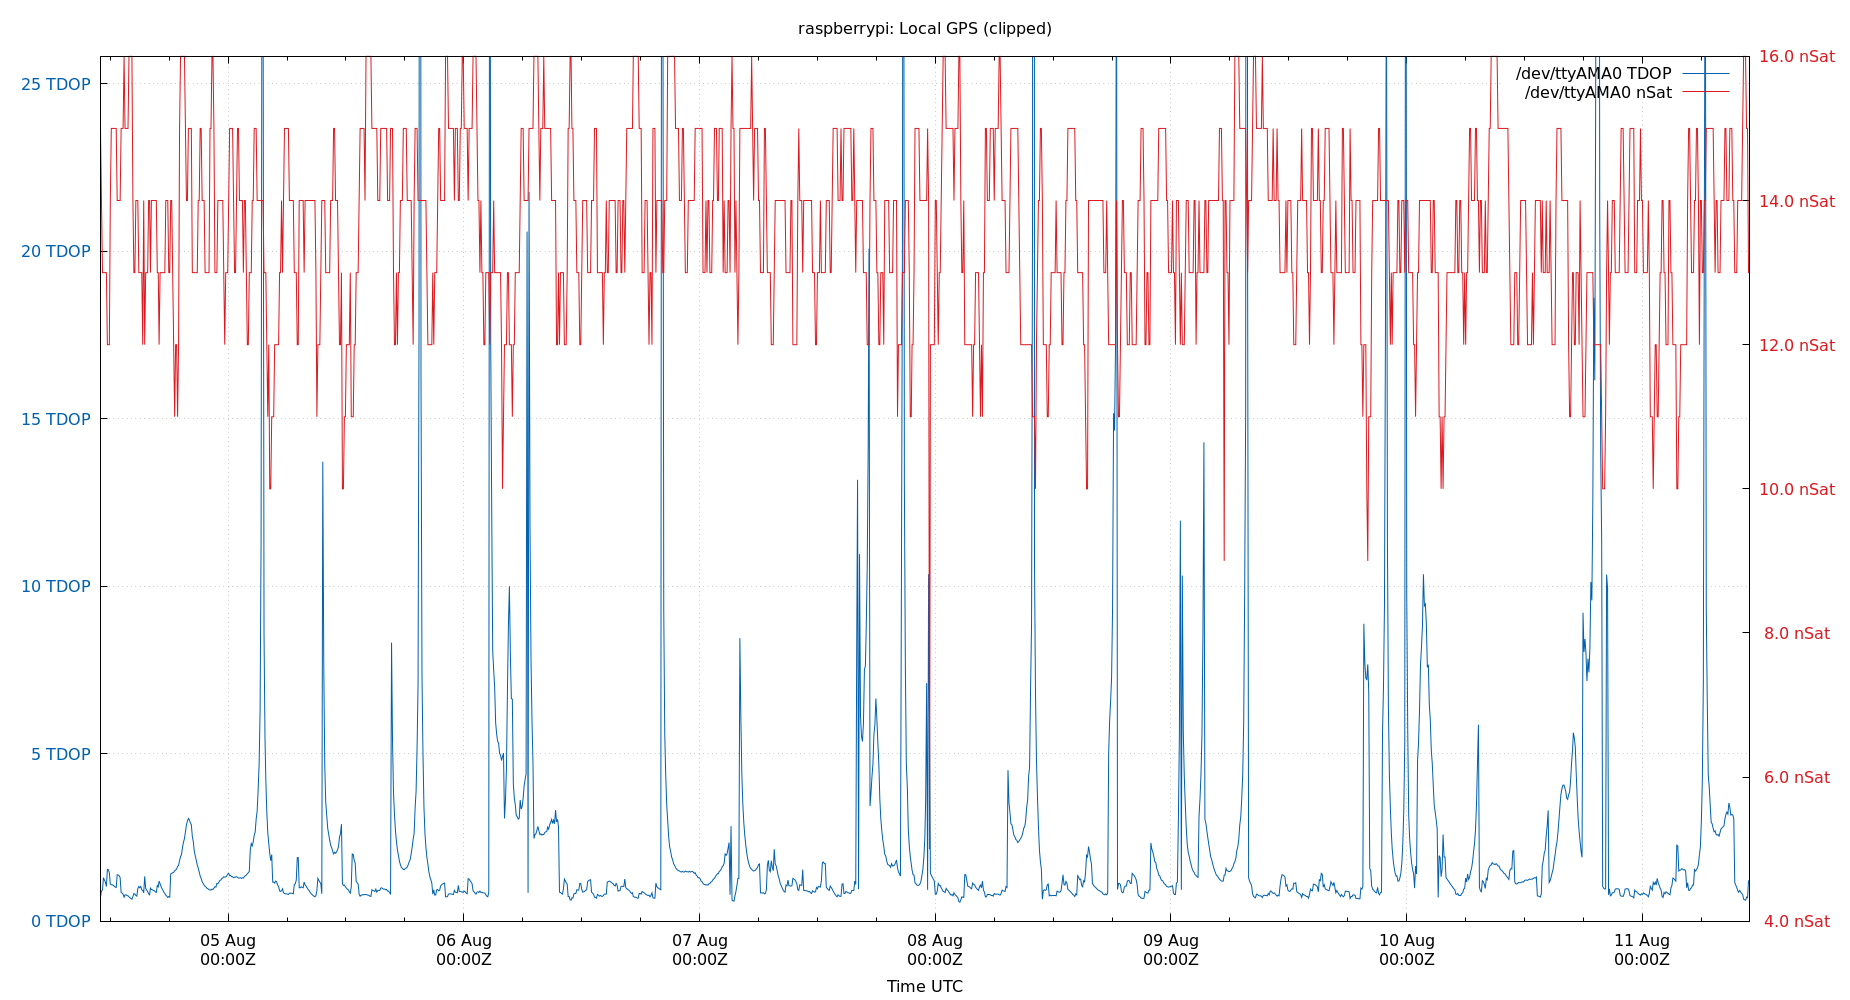 raspberrypi: Local GPS (clipped)
/dev/ttyAMA0 TDOP
/dev/ttyAMA0 nSat
25 TDOP
20 TDOP
15 TDOP
10 TDOP
5 TDOP
0 TDOP
16.0 nSat
14.0 nSat
12.0 nSat
10.0 nSat
8.0 nSat
6.0 nSat
4.0 nSat
05 Aug
00:00Z
06 Aug
00:00Z
07 Aug
00:00Z
08 Aug
00:00Z
09 Aug
00:00Z
10 Aug
00:00Z
11 Aug
00:00Z
Time UTC